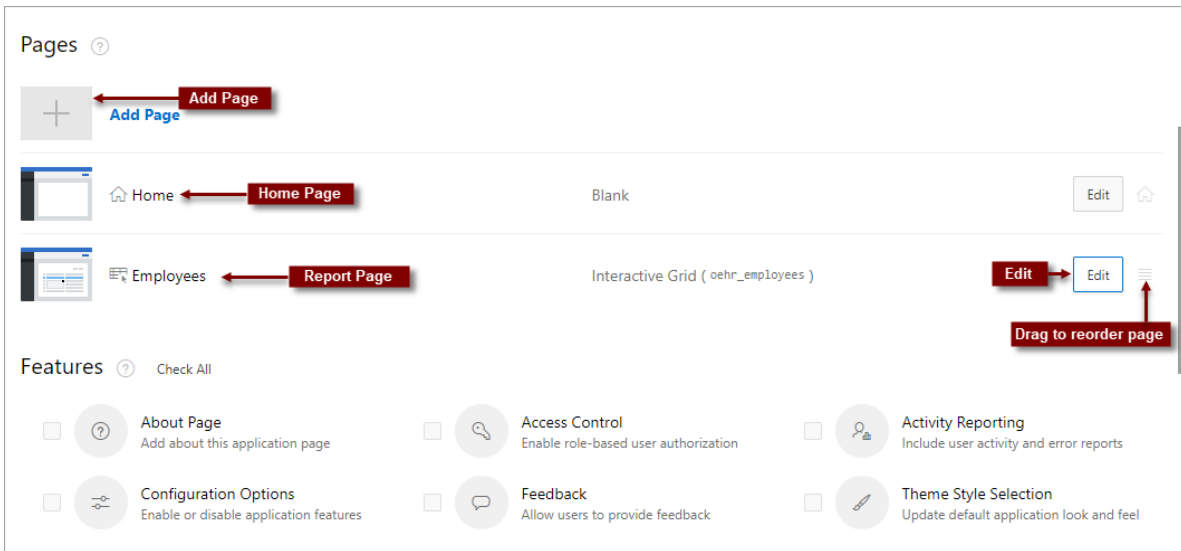 Pages ?
Add Page
Add Page
Home Home Page Blank Edit
Employees Report Page Interactive Grid ( oehr_employees ) Edit Edit
Drag to reorder page
Features ? Check All
About Page Access Control Activity Reporting
? Add about this application page Enable role-based user authorization Include user activity and error reports
Configuration Options Feedback Theme Style Selection
Enable or disable application features Allow users to provide feedback Update default application look and feel